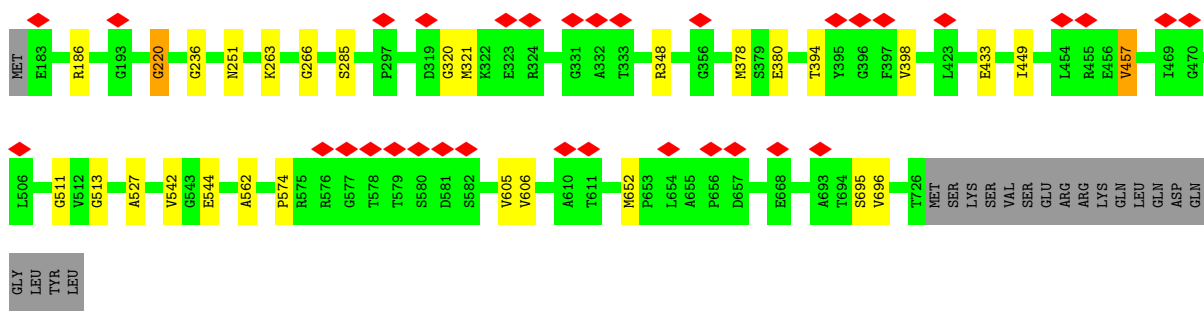 MET E183 R186 G193 G220 G236 N251 K263 G266 S285 P297 D319 G320 M321 K322 E323 R324 G331 A332 T333 R348 G356 M378 S379 E380 T394 Y395 G396 F397 V398 L423 E433 I449 L454 R455 E456 V457 I469 G470
L506 G511 V512 G513 A527 V542 G543 E544 A562 P574 R575 R576 G577 T578 T579 S580 D581 S582 V605 V606 A610 T611 M652 P653 L654 A655 P656 D657 E668 A693 T694 S695 V696 T726 MET SER LYS SER VAL SER GLU ARG ARG LYS GLN LEU GLN ASP GLN
GLY LEU TYR LEU